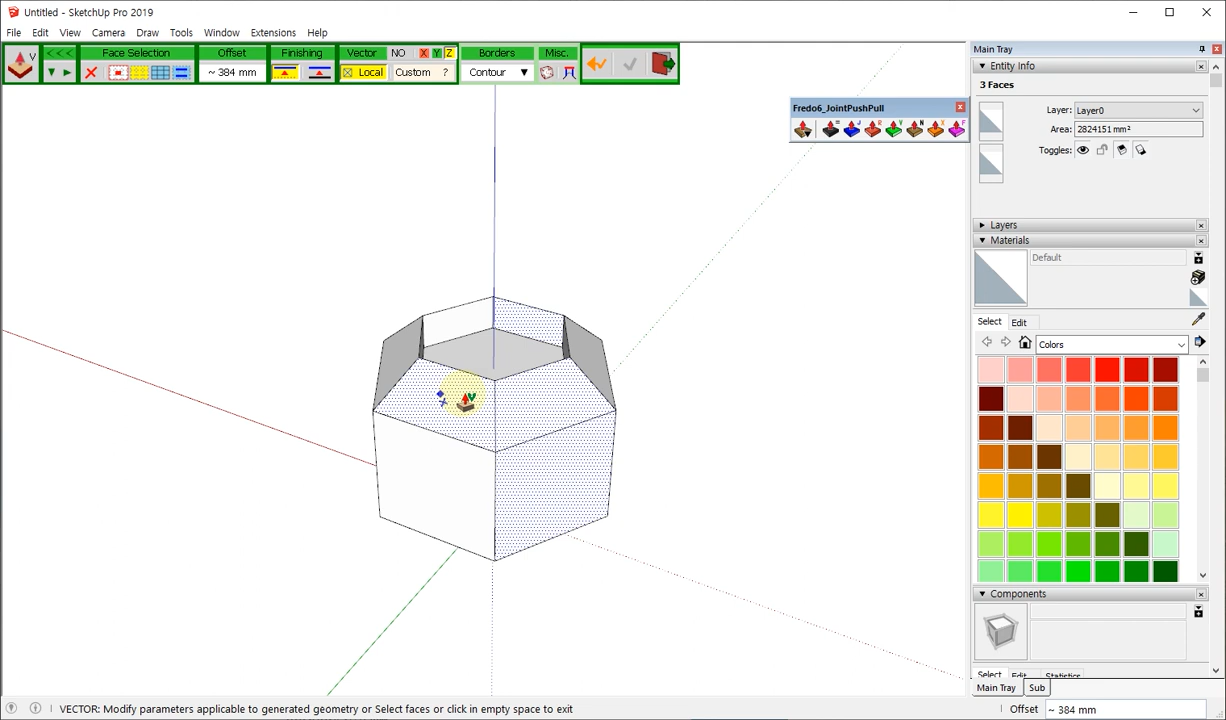 Untitled - SketchUp Pro 2019
File Edit View Camera Draw Tools Window Extensions Help
V <<< Face Selection Offset Finishing Vector NO X Y Z Borders Misc.
~ 384 mm Local Custom ? Contour
Fredo6_JointPushPull
J R V N X F
Main Tray
Entity Info
3 Faces
Layer: Layer0
Area: 2824151 mm²
Toggles:
Layers
Materials
Default
Select Edit
Colors
Components
Select Edit Statistics
Main Tray Sub
VECTOR: Modify parameters applicable to generated geometry or Select faces or click in empty space to exit
Offset ~ 384 mm